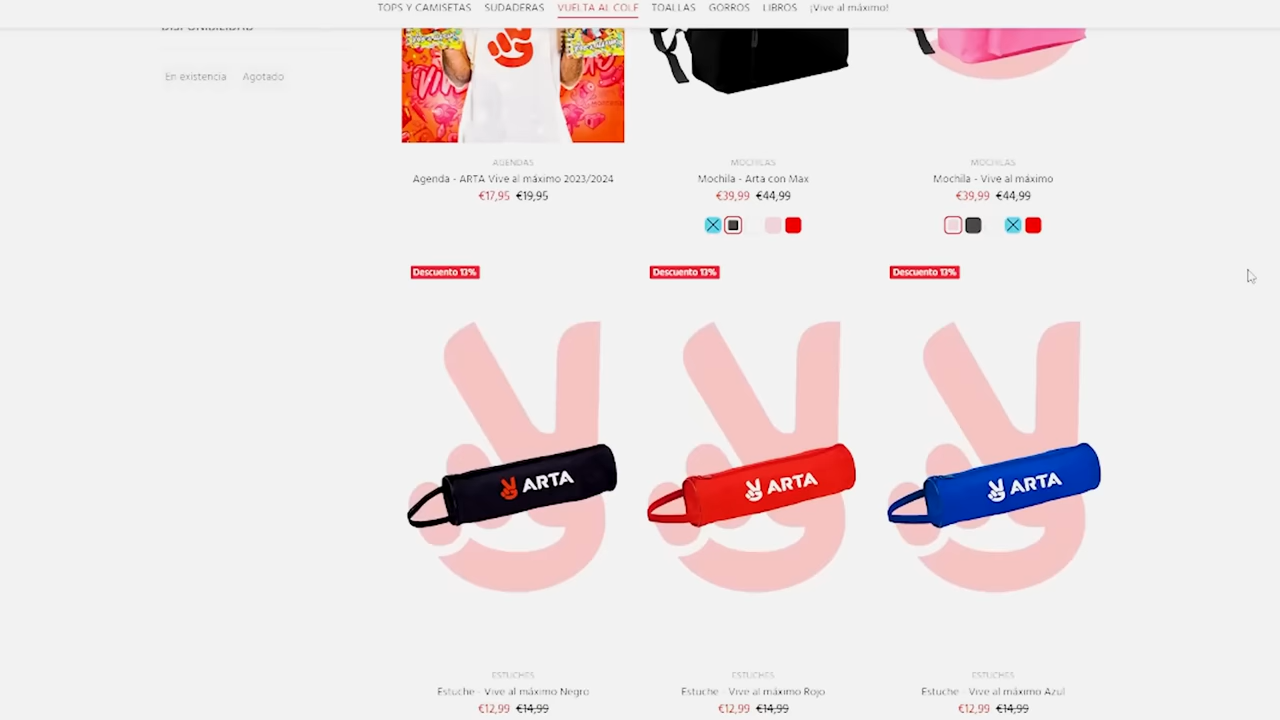 TOPS Y CAMISETAS SUDADERAS VUELTA AL COLE TOALLAS GORROS LIBROS ¡Vive al máximo!
DISPONIBILIDAD
En existencia Agotado
AGENDAS
Agenda - ARTA Vive al máximo 2023/2024
€17,95 €19,95
MOCHILAS
Mochila - Arta con Max
€39,99 €44,99
MOCHILAS
Mochila - Vive al máximo
€39,99 €44,99
Descuento 13%
ARTA
ESTUCHES
Estuche - Vive al máximo Negro
€12,99 €14,99
Descuento 13%
ARTA
ESTUCHES
Estuche - Vive al máximo Rojo
€12,99 €14,99
Descuento 13%
ARTA
ESTUCHES
Estuche - Vive al máximo Azul
€12,99 €14,99